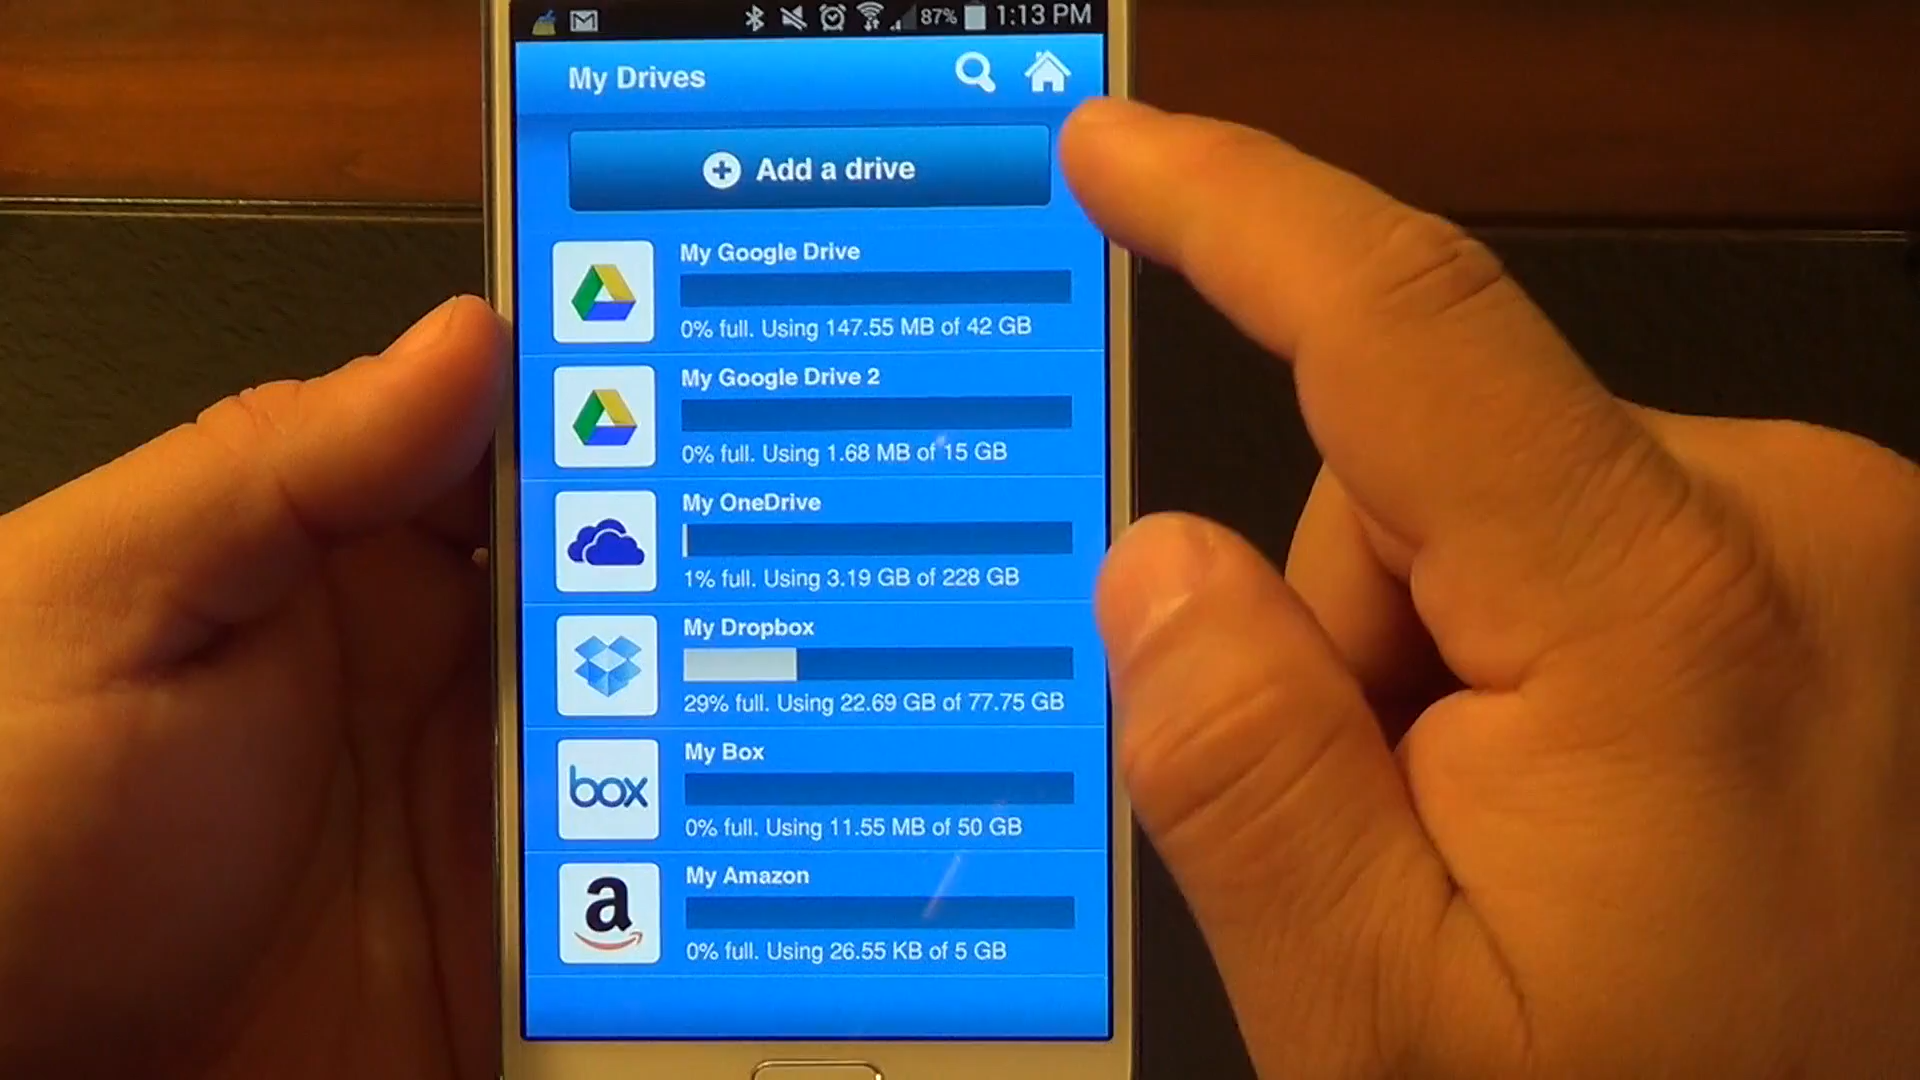 87% 1:13 PM
My Drives
Add a drive
My Google Drive
0% full. Using 147.55 MB of 42 GB
My Google Drive 2
0% full. Using 1.68 MB of 15 GB
My OneDrive
1% full. Using 3.19 GB of 228 GB
My Dropbox
29% full. Using 22.69 GB of 77.75 GB
box
My Box
0% full. Using 11.55 MB of 50 GB
a
My Amazon
0% full. Using 26.55 KB of 5 GB